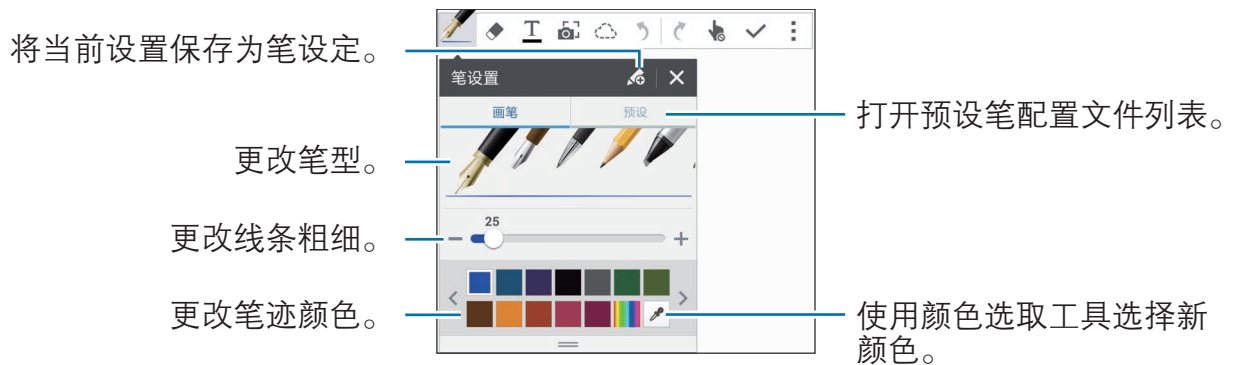 将当前设置保存为笔设定。
T
笔设置
画笔
预设
打开预设笔配置文件列表。
更改笔型。
25
更改线条粗细。
更改笔迹颜色。
使用颜色选取工具选择新
颜色。